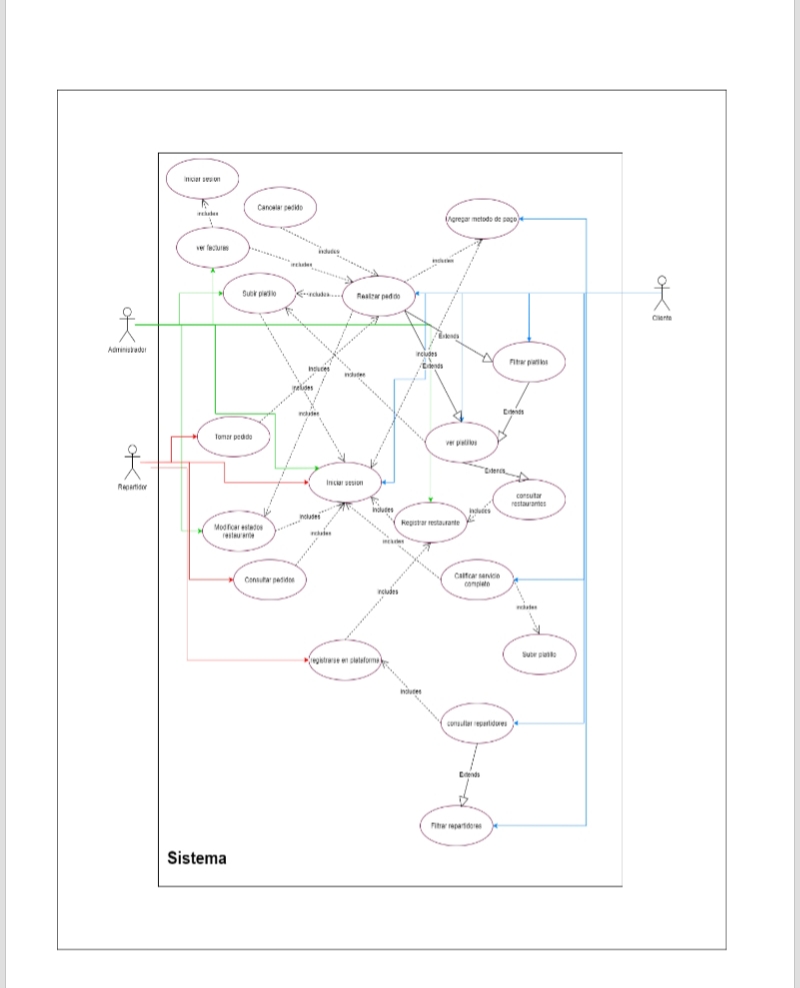 Iniciar sesion
Cancelar pedido
includes
Agregar metodo de pago
ver facturas
includes
includes
includes
Subir platillo
includes
Realizar pedido
Cliente
Administrador
Extends
includes
Extends
Filtrar platillos
includes
includes
includes
includes
Extends
Tomar pedido
ver platillos
Repartidor
Extends
Iniciar sesion
consultar
restaurantes
includes
includes
includes
Registrar restaurante
Modificar estados
restaurante
includes
includes
Consultar pedidos
Calificar servicio
completo
includes
includes
registrarse en plataforma
Subir platillo
includes
consultar repartidores
Extends
Filtrar repartidores
Sistema